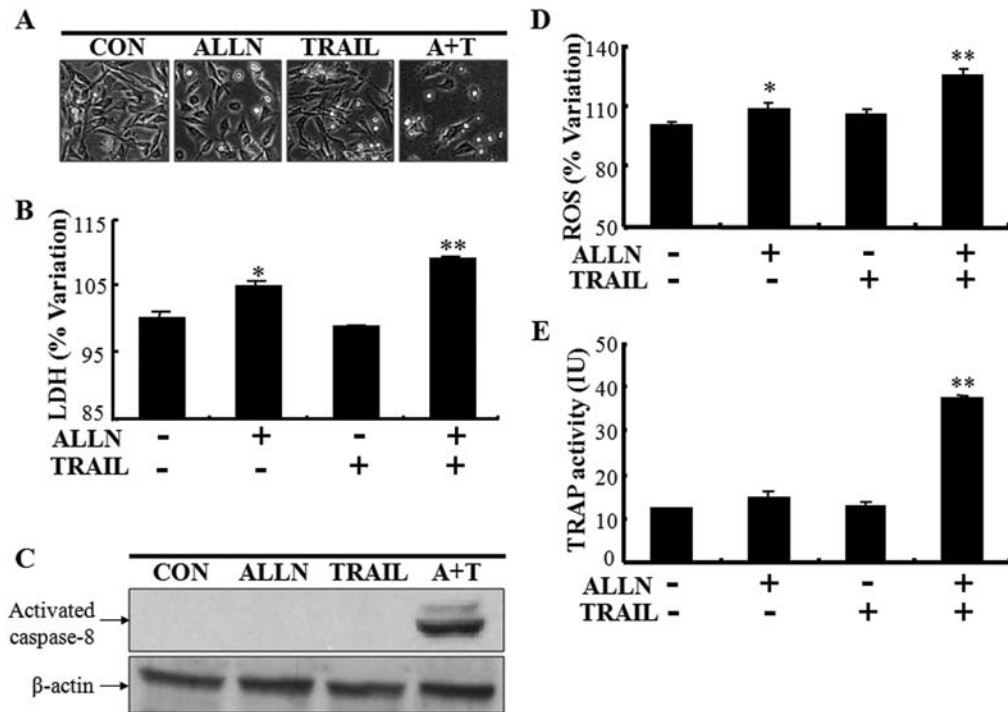 A
CON ALLN TRAIL A+T
B
LDH (% Variation)
115
105
95
85
* **
ALLN - + - +
TRAIL - - + +
C
CON ALLN TRAIL A+T
Activated
caspase-8
β-actin
D
ROS (% Variation)
140
110
80
50
* **
ALLN - + - +
TRAIL - - + +
E
TRAP activity (IU)
50
40
30
20
10
0
**
ALLN - + - +
TRAIL - - + +